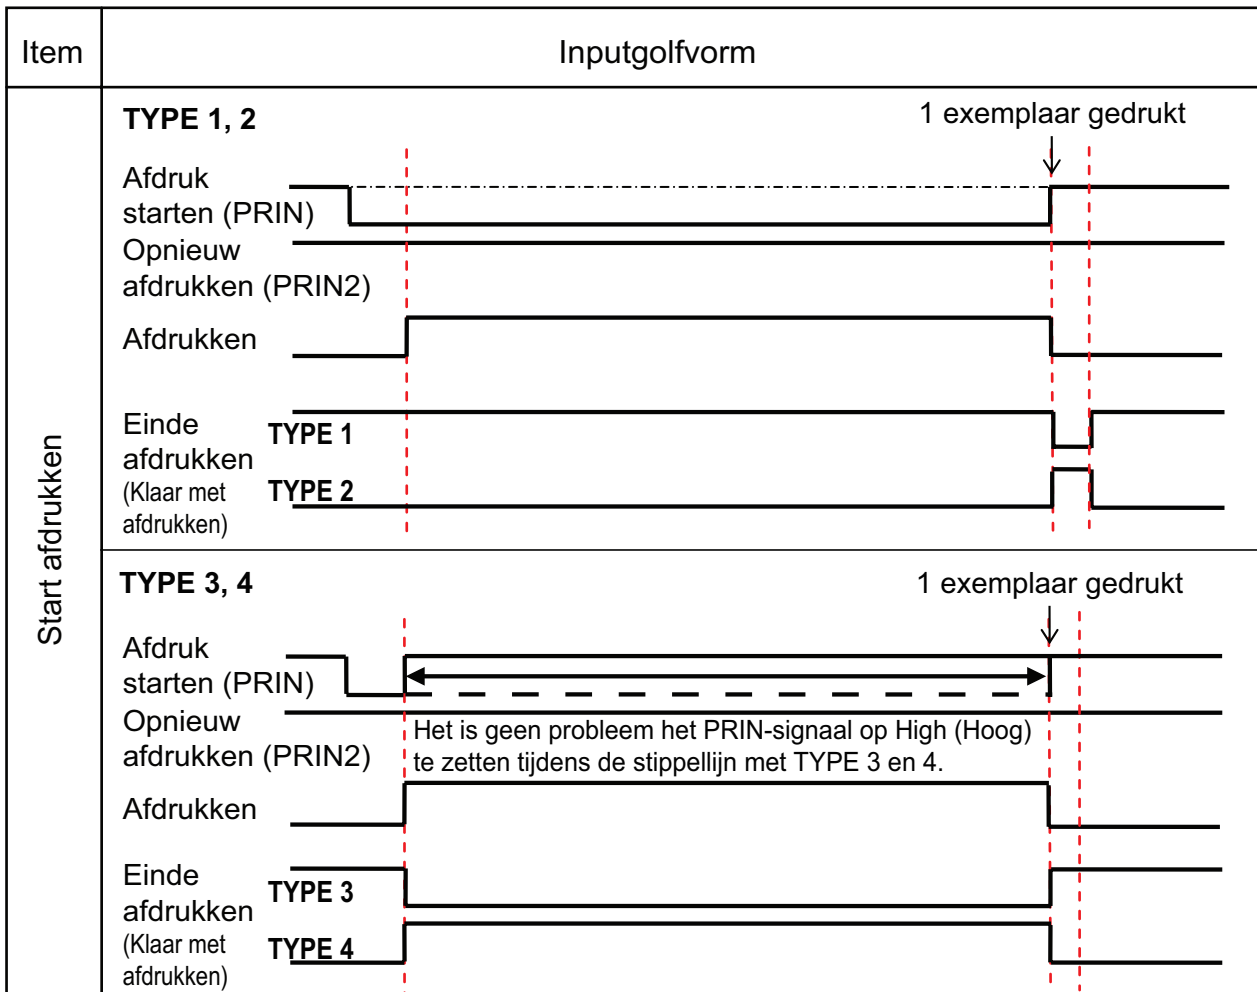 Item
Inputgolfvorm
Start afdrukken
TYPE 1, 2
1 exemplaar gedrukt
Afdruk
starten (PRIN)
Opnieuw
afdrukken (PRIN2)
Afdrukken
Einde
afdrukken
(Klaar met
afdrukken)
TYPE 1
TYPE 2
TYPE 3, 4
1 exemplaar gedrukt
Afdruk
starten (PRIN)
Opnieuw
afdrukken (PRIN2)
Het is geen probleem het PRIN-signaal op High (Hoog)
te zetten tijdens de stippellijn met TYPE 3 en 4.
Afdrukken
Einde
afdrukken
(Klaar met
afdrukken)
TYPE 3
TYPE 4